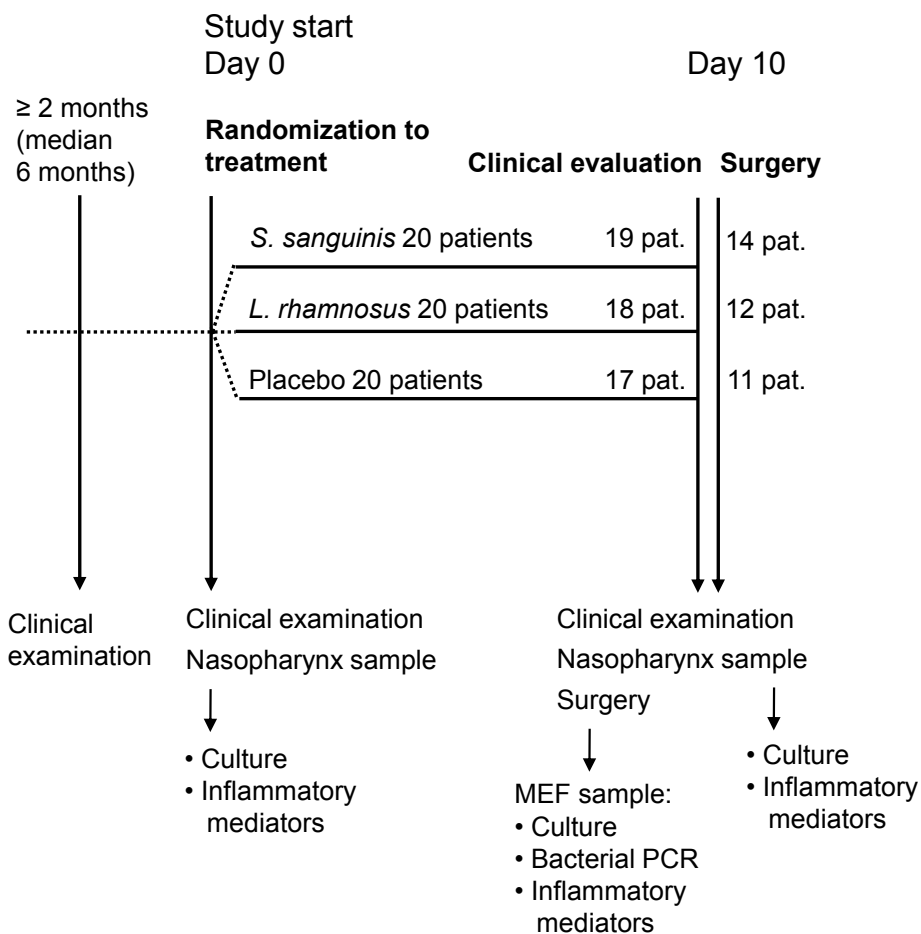 Study start
Day 0
Day 10
≥ 2 months
(median
6 months)
Randomization to
treatment
Clinical evaluation
Surgery
S. sanguinis 20 patients
19 pat.
14 pat.
L. rhamnosus 20 patients
18 pat.
12 pat.
Placebo 20 patients
17 pat.
11 pat.
Clinical
examination
Clinical examination
Nasopharynx sample
• Culture
• Inflammatory
mediators
Clinical examination
Nasopharynx sample
Surgery
MEF sample:
• Culture
• Bacterial PCR
• Inflammatory
mediators
• Culture
• Inflammatory
mediators